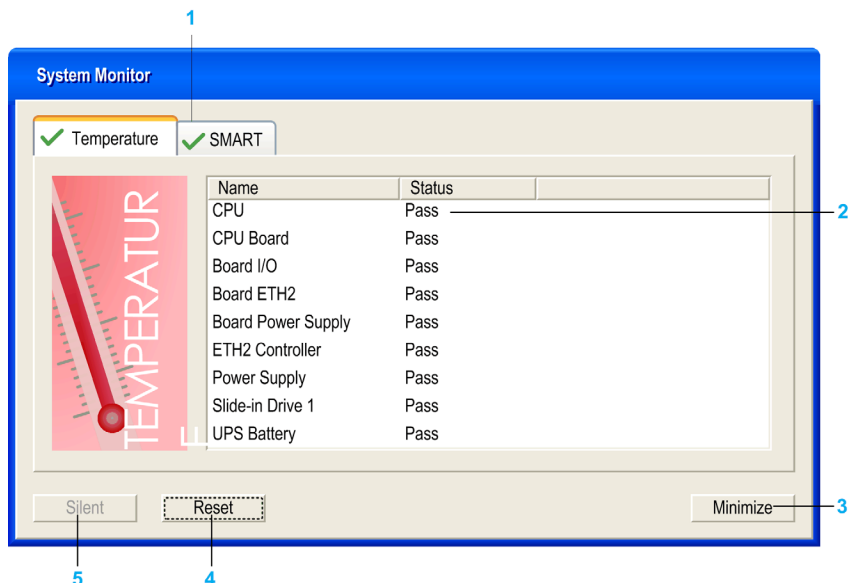 1
System Monitor
Temperature
SMART
TEMPERATUR
E
Name Status
CPU Pass
CPU Board Pass
Board I/O Pass
Board ETH2 Pass
Board Power Supply Pass
ETH2 Controller Pass
Power Supply Pass
Slide-in Drive 1 Pass
UPS Battery Pass
2
Silent
Reset
Minimize
3
5
4